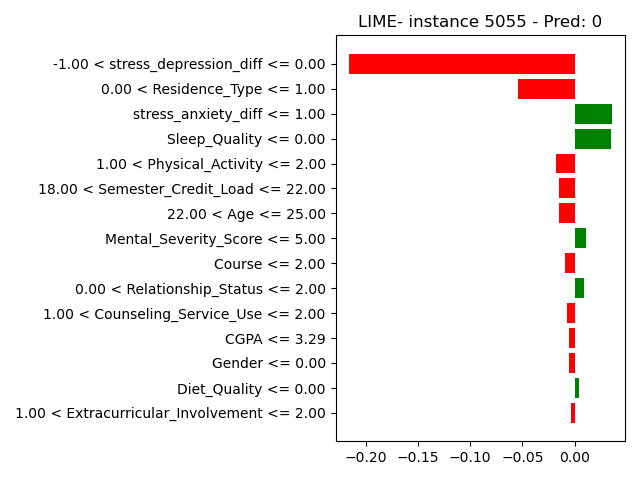 LIME- instance 5055 - Pred: 0
-1.00 < stress_depression_diff <= 0.00
0.00 < Residence_Type <= 1.00
stress_anxiety_diff <= 1.00
Sleep_Quality <= 0.00
1.00 < Physical_Activity <= 2.00
18.00 < Semester_Credit_Load <= 22.00
22.00 < Age <= 25.00
Mental_Severity_Score <= 5.00
Course <= 2.00
0.00 < Relationship_Status <= 2.00
1.00 < Counseling_Service_Use <= 2.00
CGPA <= 3.29
Gender <= 0.00
Diet_Quality <= 0.00
1.00 < Extracurricular_Involvement <= 2.00
−0.20 −0.15 −0.10 −0.05 0.00